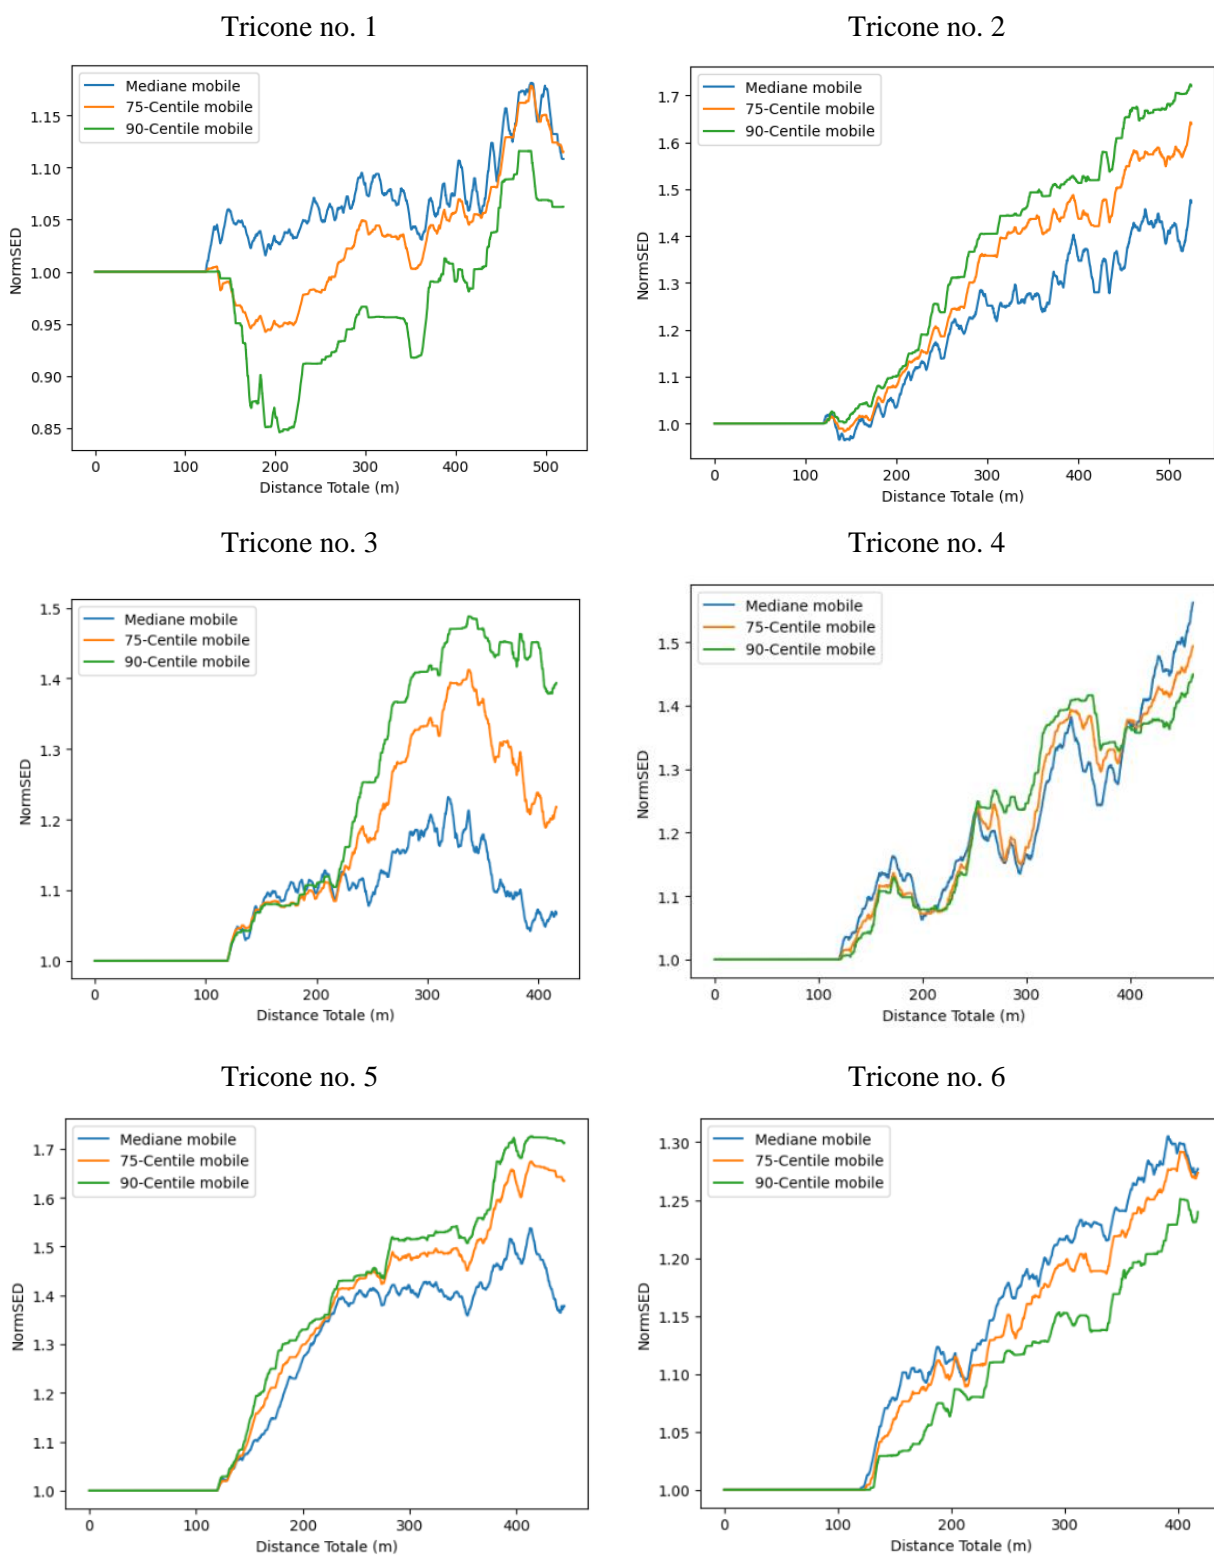 Tricone no. 1
Mediane mobile
75-Centile mobile
90-Centile mobile
1.15
1.10
1.05
1.00
0.95
0.90
0.85
NormSED
0 100 200 300 400 500
Distance Totale (m)
Tricone no. 2
Mediane mobile
75-Centile mobile
90-Centile mobile
1.7
1.6
1.5
1.4
1.3
1.2
1.1
1.0
NormSED
0 100 200 300 400 500
Distance Totale (m)
Tricone no. 3
Mediane mobile
75-Centile mobile
90-Centile mobile
1.5
1.4
1.3
1.2
1.1
1.0
NormSED
0 100 200 300 400
Distance Totale (m)
Tricone no. 4
Mediane mobile
75-Centile mobile
90-Centile mobile
1.5
1.4
1.3
1.2
1.1
1.0
NormSED
0 100 200 300 400
Distance Totale (m)
Tricone no. 5
Mediane mobile
75-Centile mobile
90-Centile mobile
1.7
1.6
1.5
1.4
1.3
1.2
1.1
1.0
NormSED
0 100 200 300 400
Distance Totale (m)
Tricone no. 6
Mediane mobile
75-Centile mobile
90-Centile mobile
1.30
1.25
1.20
1.15
1.10
1.05
1.00
NormSED
0 100 200 300 400
Distance Totale (m)